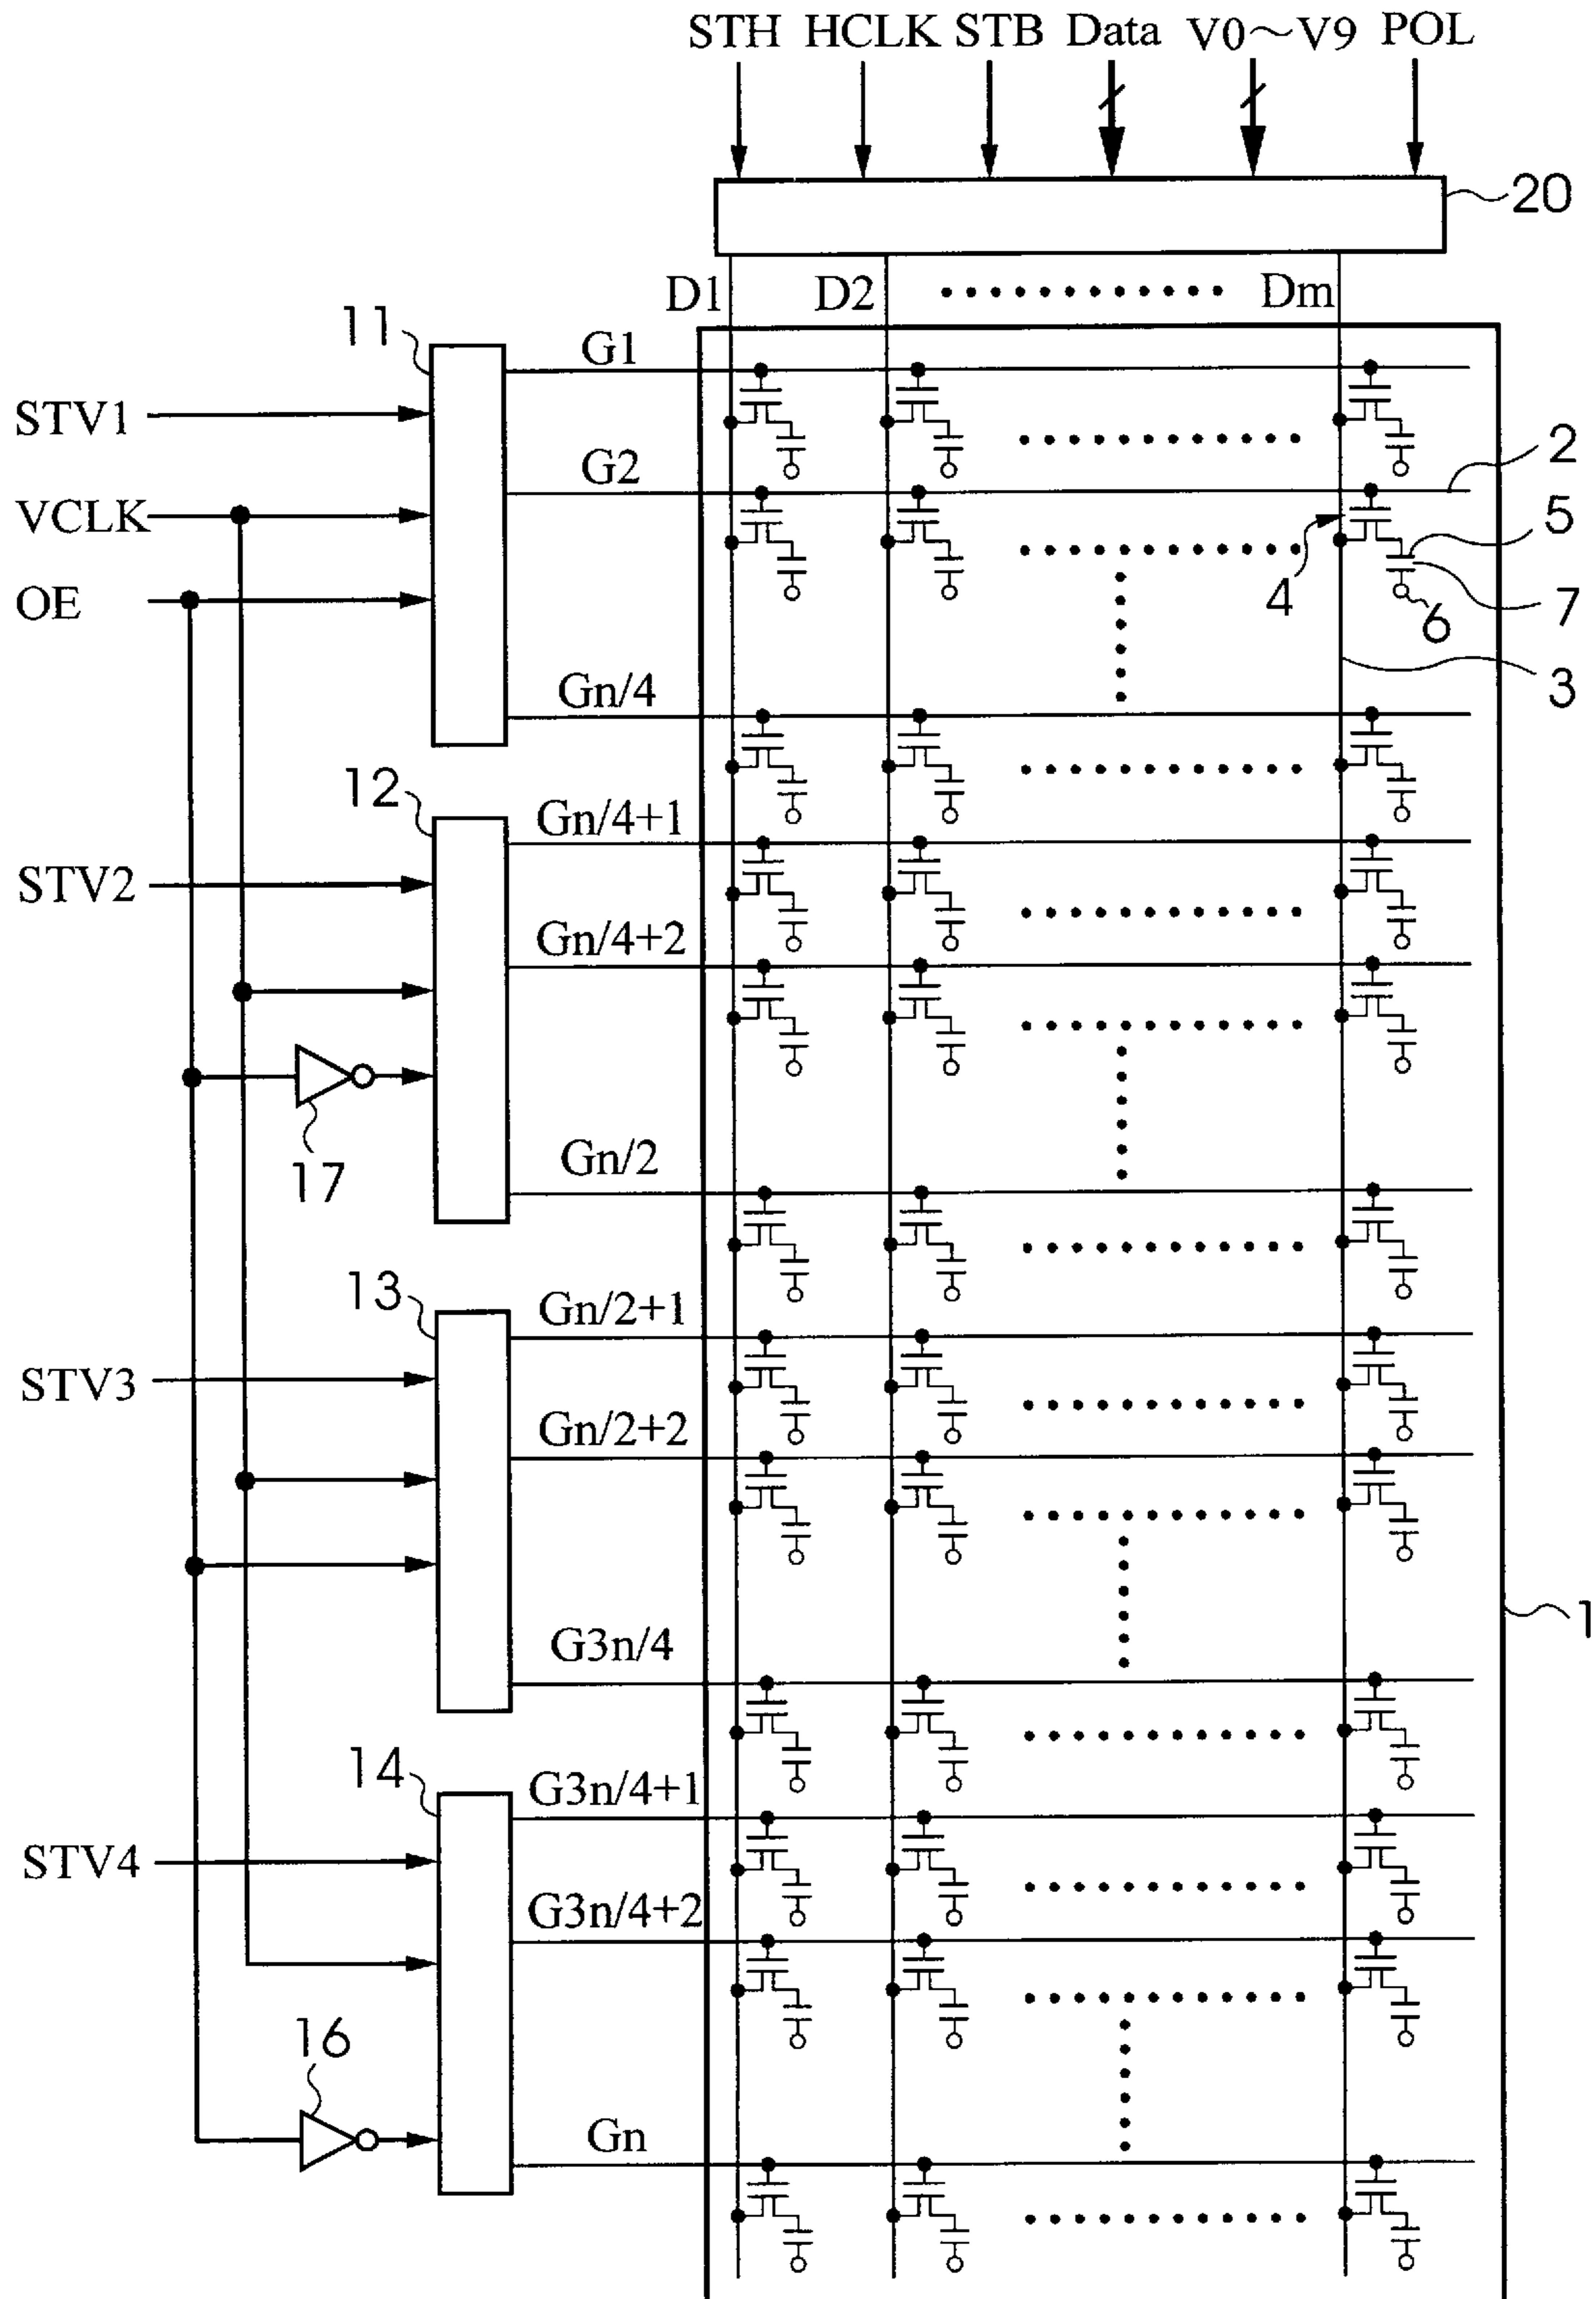 STH HCLK STB Data V0～V9 POL
20
D1 D2 Dm
11
G1
STV1
G2
2
VCLK
5
OE
4
7
6
Gn/4
3
12
Gn/4+1
STV2
Gn/4+2
17
Gn/2
13
Gn/2+1
STV3
Gn/2+2
1
G3n/4
14
G3n/4+1
STV4
G3n/4+2
16
Gn